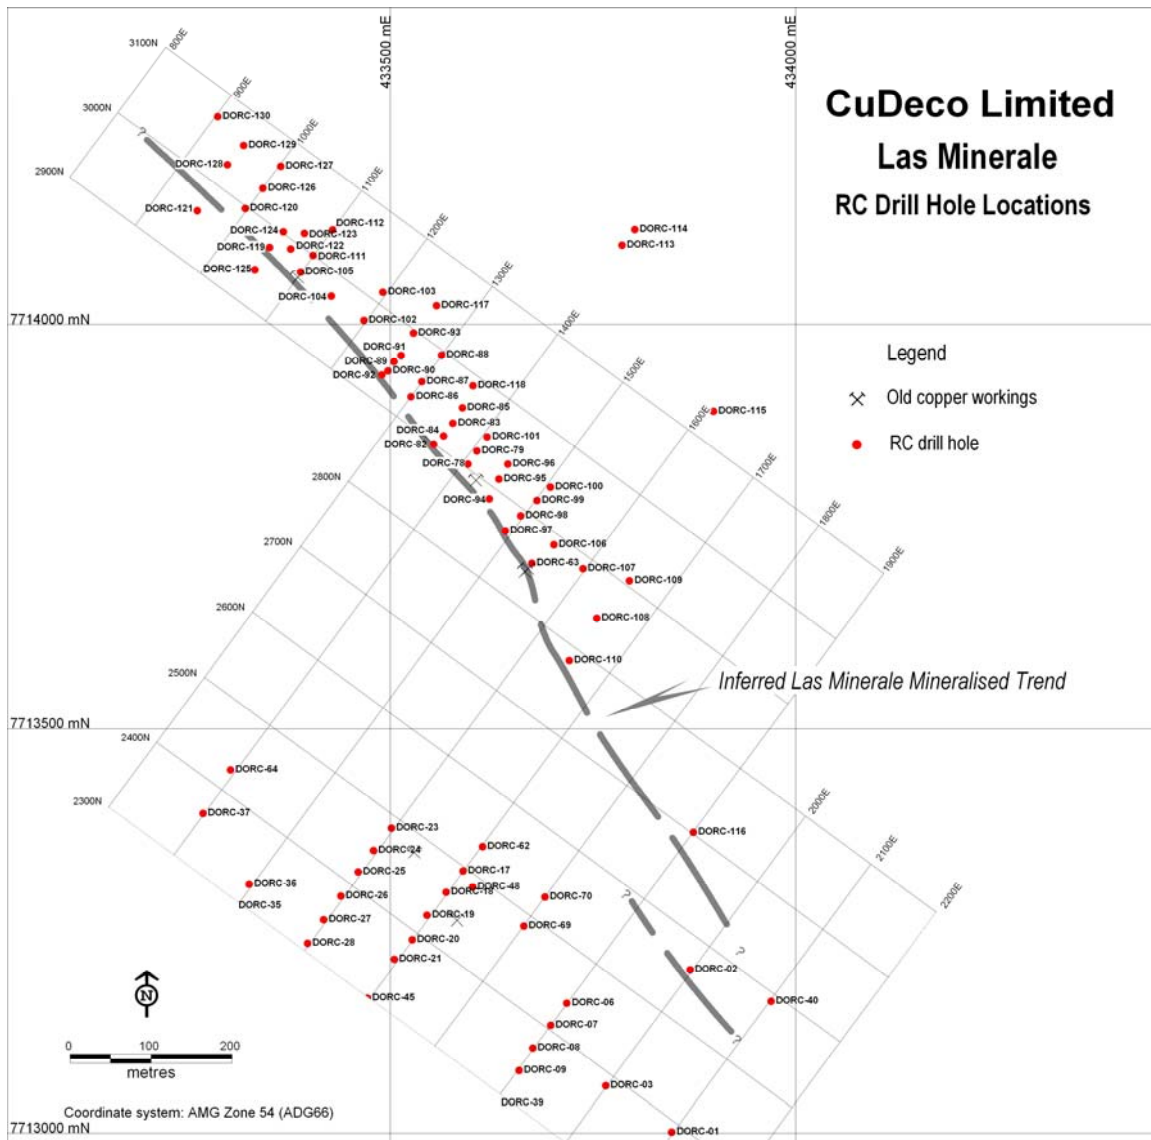 433500 mE
434000 mE
CuDeco Limited
Las Minerale
RC Drill Hole Locations
3100N
800E
900E
3000N
DORC-130
1000E
?
DORC-129
DORC-128
DORC-127
2900N
1100E
DORC-126
DORC-121
DORC-120
DORC-112
DORC-124
DORC-123
DORC-114
1200E
DORC-119
DORC-122
DORC-113
DORC-111
DORC-125
DORC-105
1300E
DORC-104
DORC-103
DORC-117
7714000 mN
DORC-102
1400E
DORC-93
Legend
DORC-91
DORC-88
DORC-89
DORC-90
DORC-92
1500E
DORC-87
DORC-118
Old copper workings
DORC-86
DORC-85
DORC-115
1600E
DORC-83
DORC-84
DORC-101
RC drill hole
DORC-82
DORC-79
DORC-78
DORC-96
1700E
2800N
DORC-95
DORC-100
DORC-94
DORC-99
DORC-98
1800E
DORC-97
2700N
DORC-106
1900E
DORC-63
DORC-107
DORC-109
2600N
DORC-108
DORC-110
2500N
Inferred Las Minerale Mineralised Trend
7713500 mN
2400N
DORC-64
2300N
2000E
DORC-37
DORC-23
DORC-116
DORC-62
DORC-24
2100E
DORC-25
DORC-17
DORC-36
DORC-48
DORC-18
DORC-26
DORC-70
?
2200E
DORC-35
DORC-27
DORC-19
DORC-69
DORC-28
DORC-20
?
DORC-21
DORC-02
DORC-45
DORC-06
DORC-40
N
DORC-07
?
0 100 200
DORC-08
metres
DORC-09
DORC-03
DORC-39
Coordinate system: AMG Zone 54 (ADG66)
7713000 mN
DORC-01